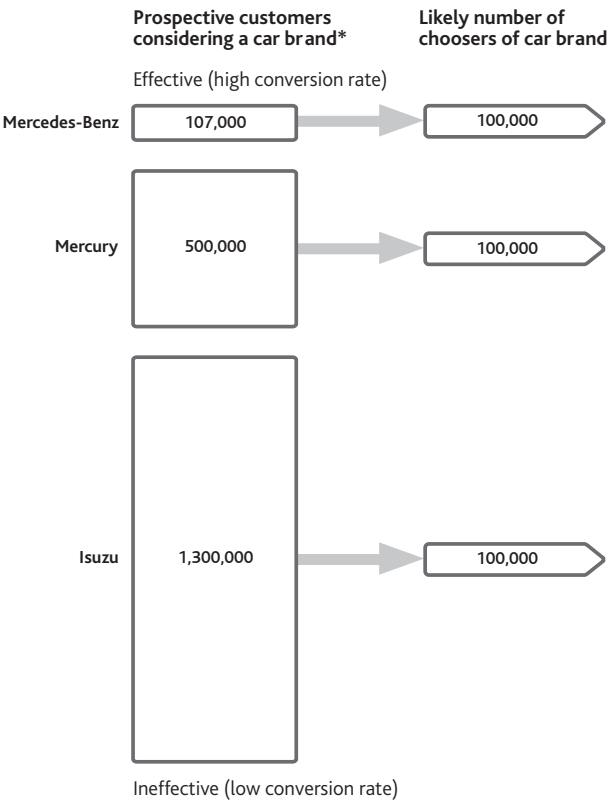 Prospective customers
considering a car brand*
Likely number of
choosers of car brand
Effective (high conversion rate)
Mercedes-Benz 107,000 100,000
Mercury 500,000 100,000
Isuzu 1,300,000 100,000
Ineffective (low conversion rate)